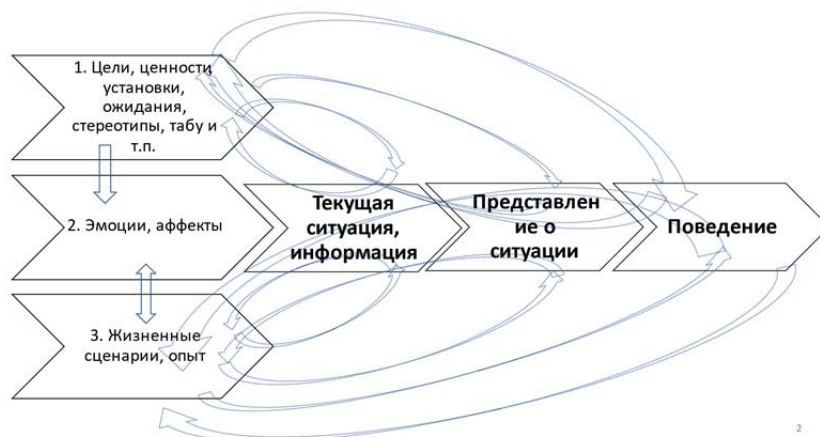 1. Цели, ценности,
установки,
ожидания,
стереотипы, табу и
т.п.
2. Эмоции, аффекты
3. Жизненные
сценарии, опыт
Текущая
ситуация,
информация
Представлен
ие о
ситуации
Поведение
2